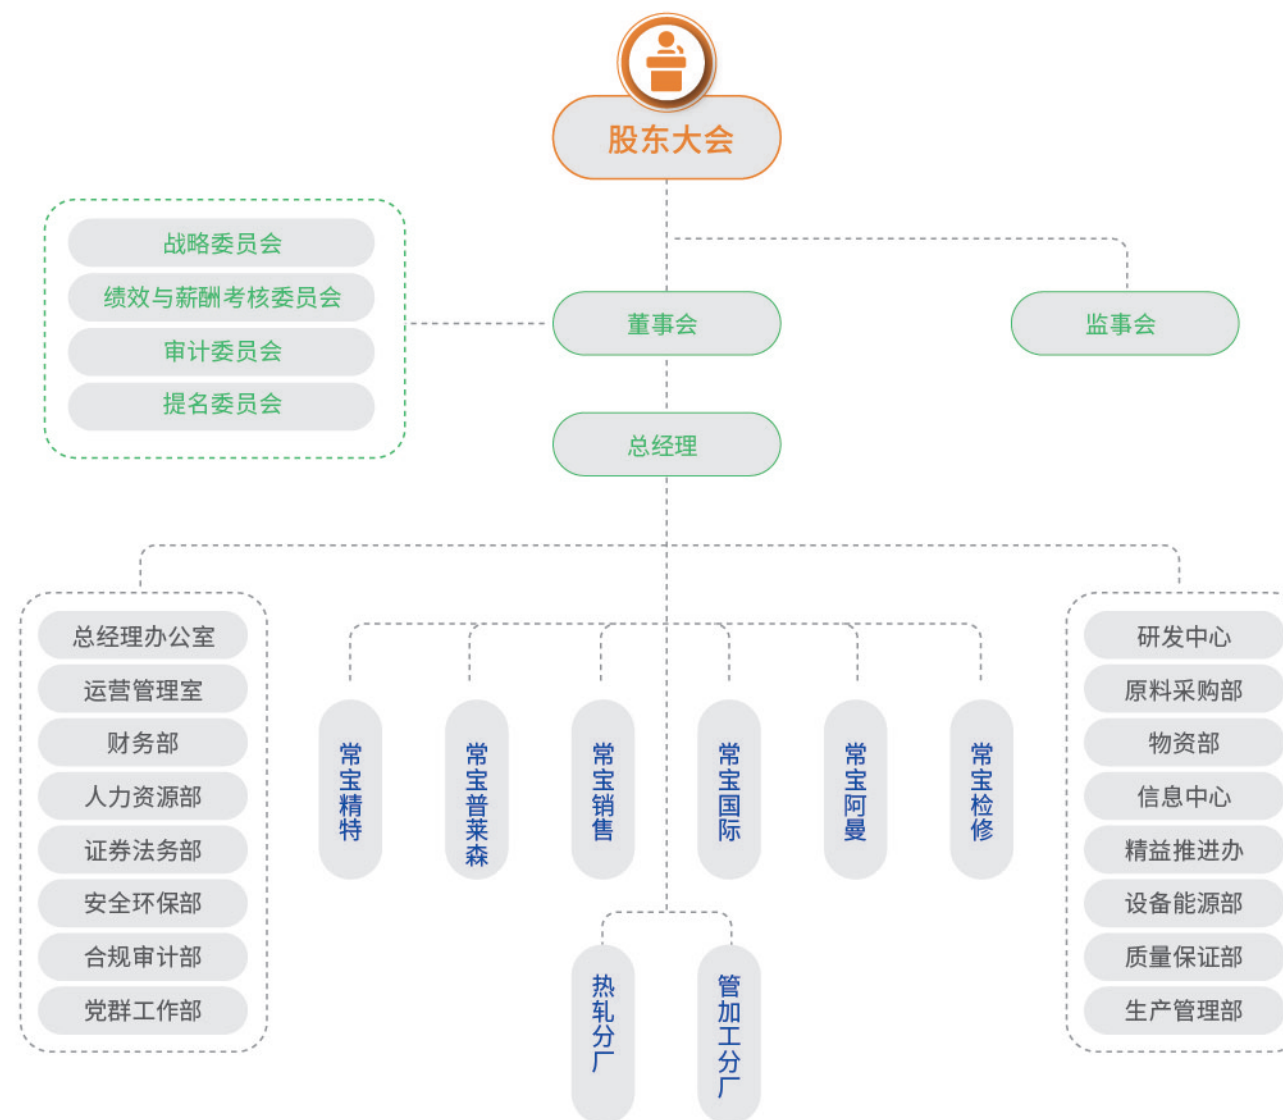 股东大会
战略委员会
绩效与薪酬考核委员会
审计委员会
提名委员会
董事会
监事会
总经理
总经理办公室
运营管理室
财务部
人力资源部
证券法务部
安全环保部
合规审计部
党群工作部
常宝精特
常宝普莱森
常宝销售
常宝国际
常宝阿曼
常宝检修
热轧分厂
管加工分厂
研发中心
原料采购部
物资部
信息中心
精益推进办
设备能源部
质量保证部
生产管理部